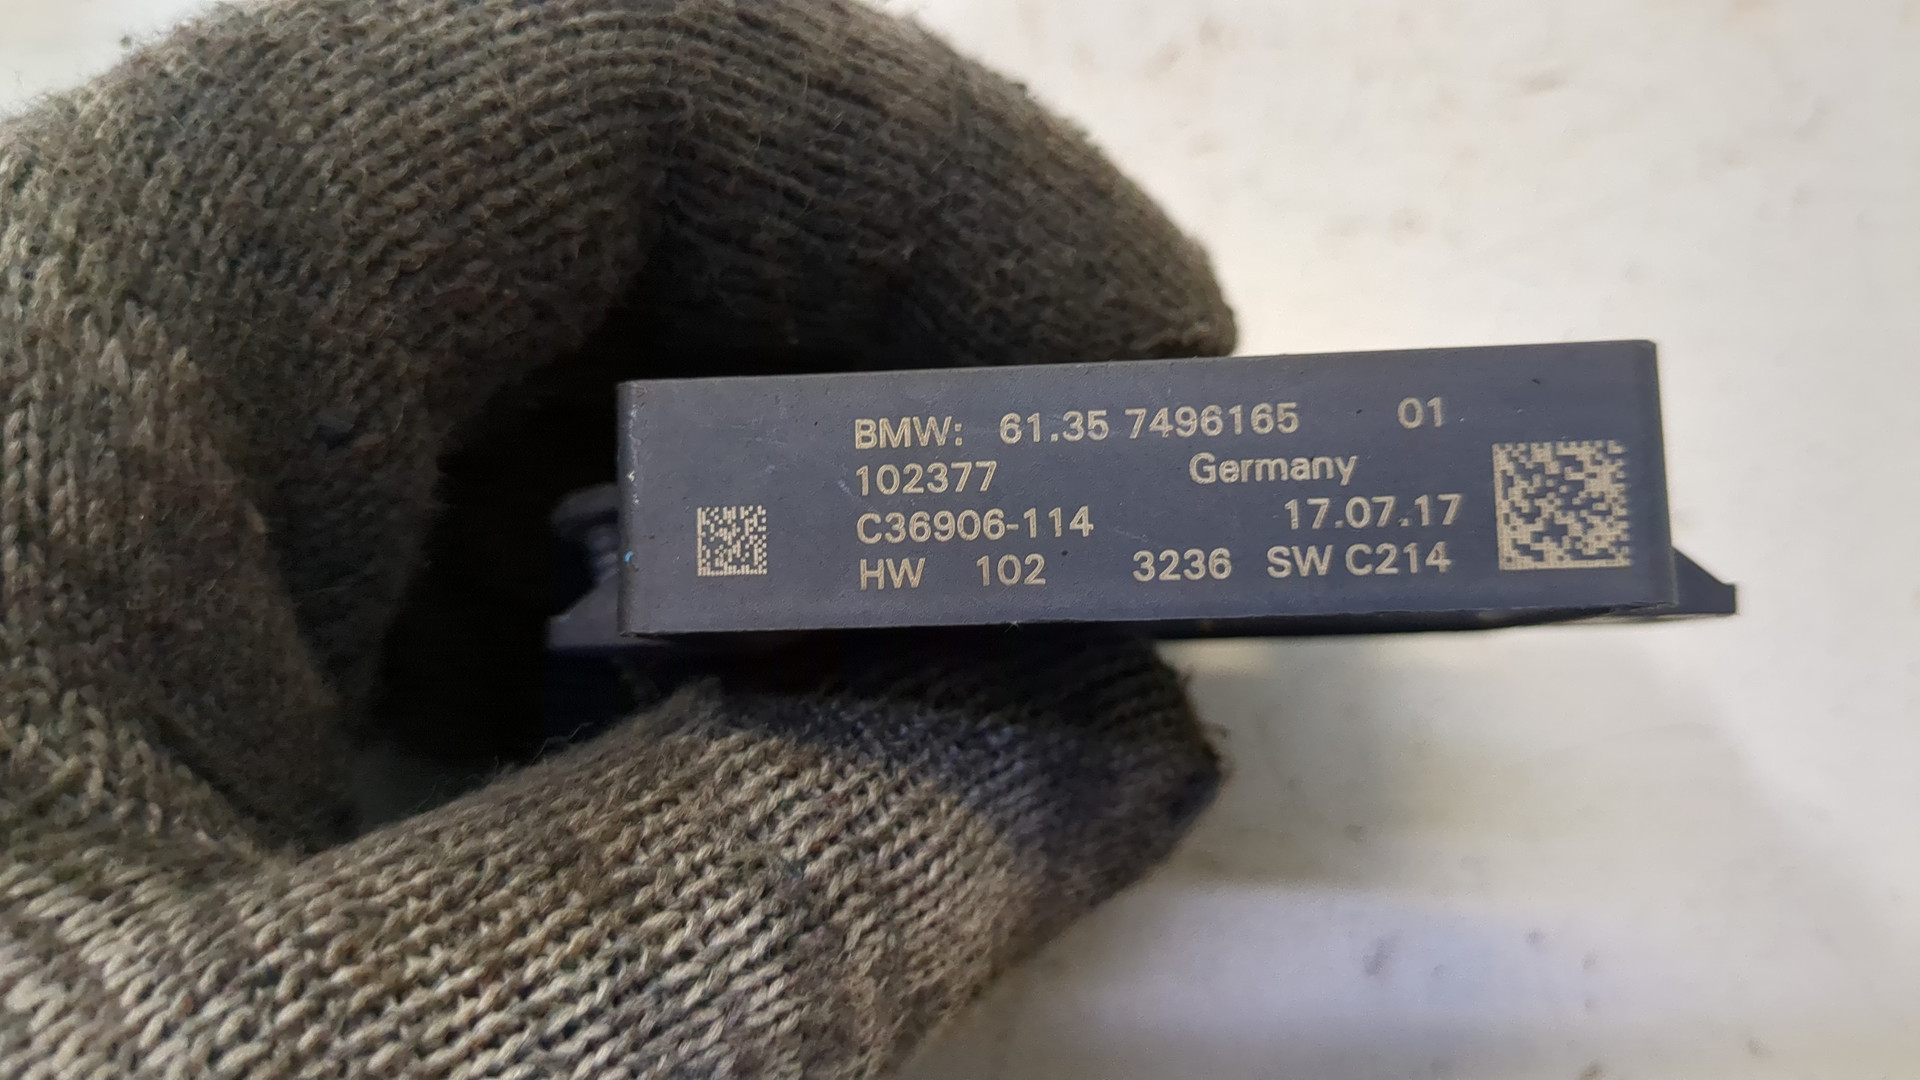 BMW: 61.35 7496165 01
102377 Germany
C36906-114 17.07.17
HW 102 3236 SW C214